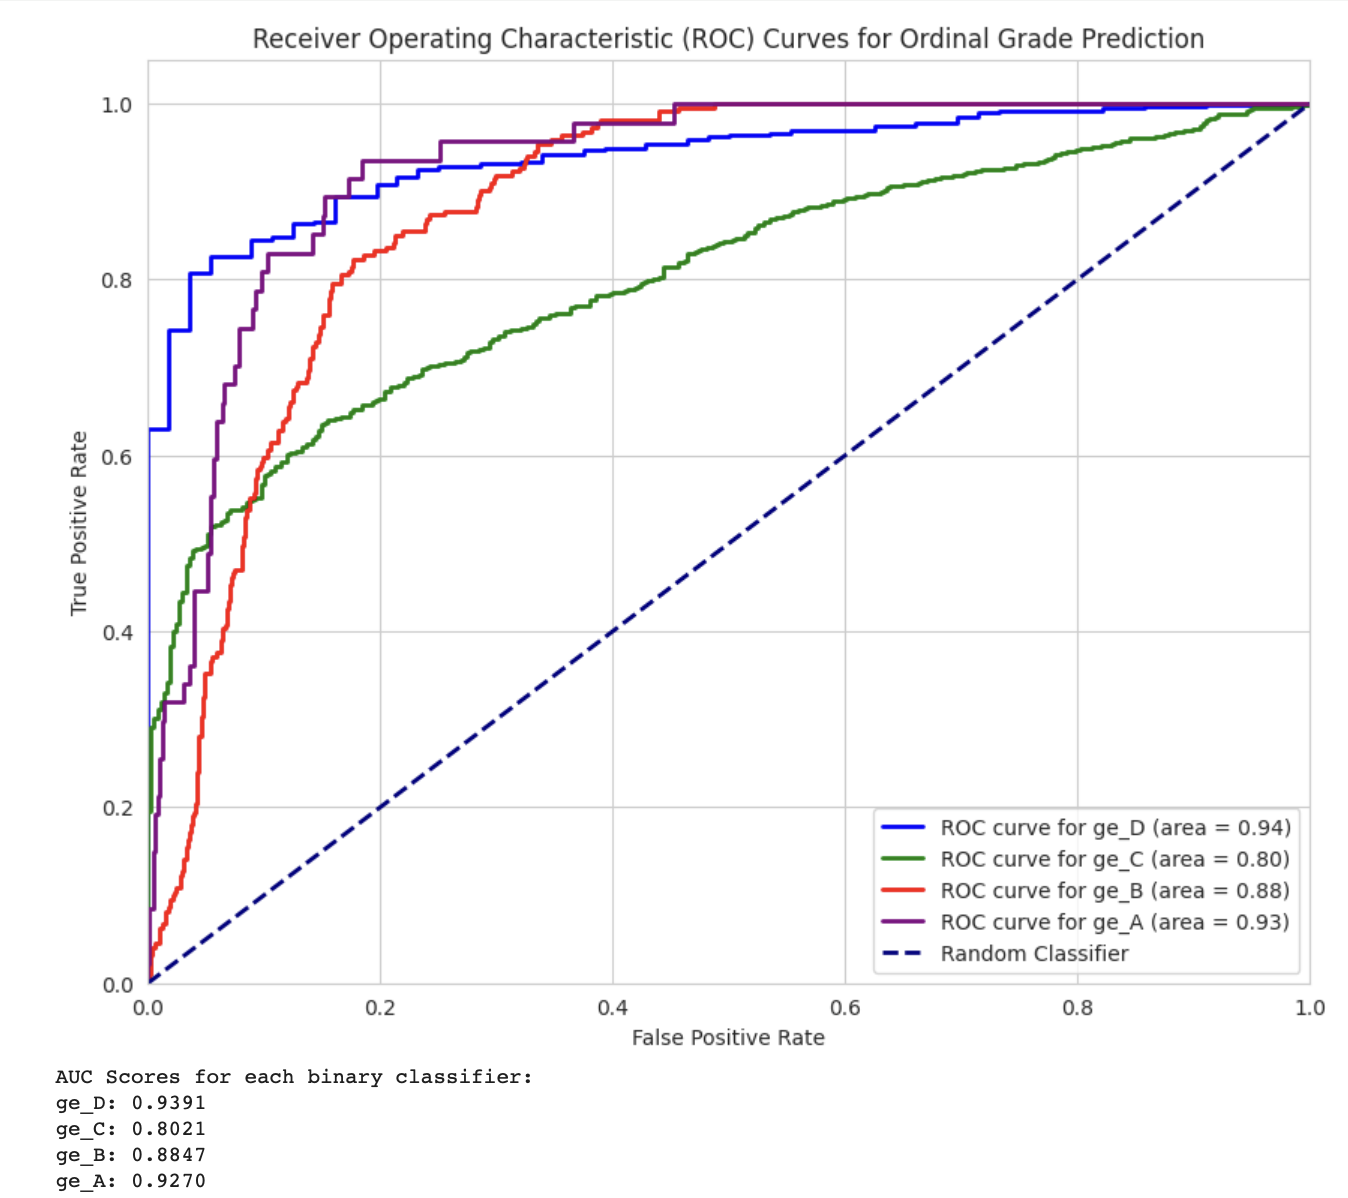 Receiver Operating Characteristic (ROC) Curves for Ordinal Grade Prediction
1.0
0.8
0.6
0.4
0.2
0.0
True Positive Rate
0.0 0.2 0.4 0.6 0.8 1.0
False Positive Rate
ROC curve for ge_D (area = 0.94)
ROC curve for ge_C (area = 0.80)
ROC curve for ge_B (area = 0.88)
ROC curve for ge_A (area = 0.93)
Random Classifier
AUC Scores for each binary classifier:
ge_D: 0.9391
ge_C: 0.8021
ge_B: 0.8847
ge_A: 0.9270